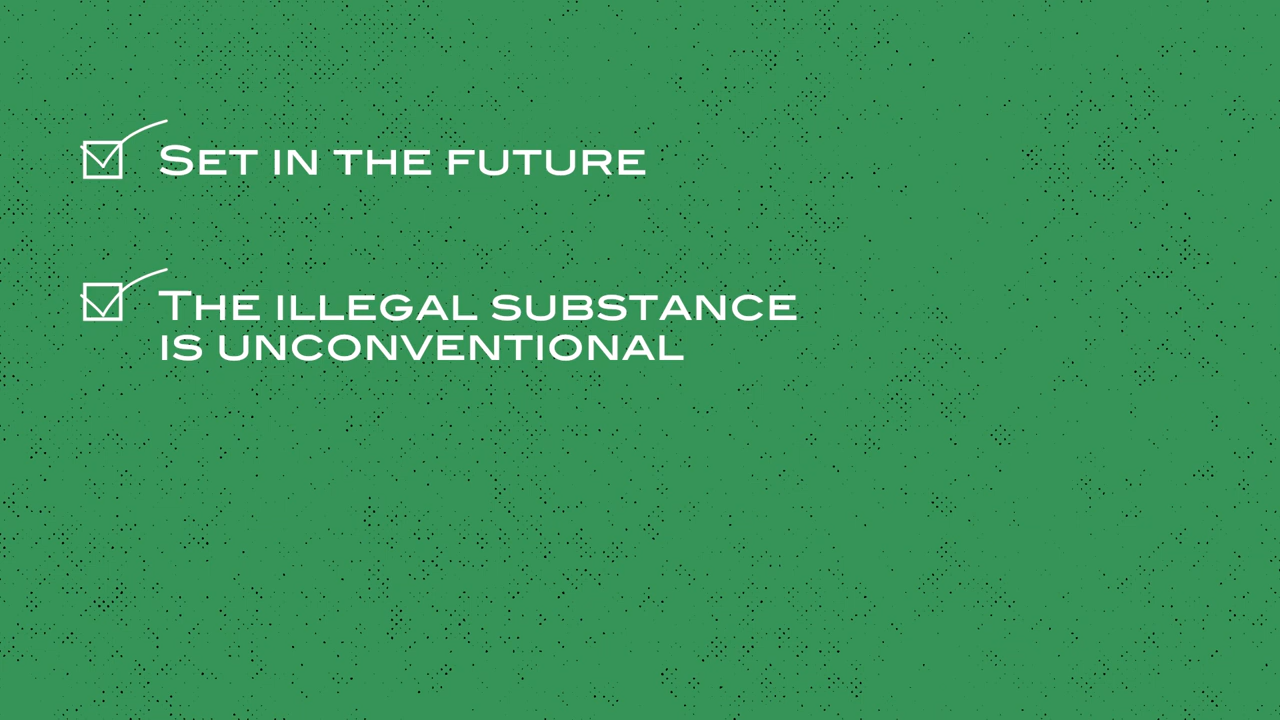 Set in the future
The illegal substance
is unconventional